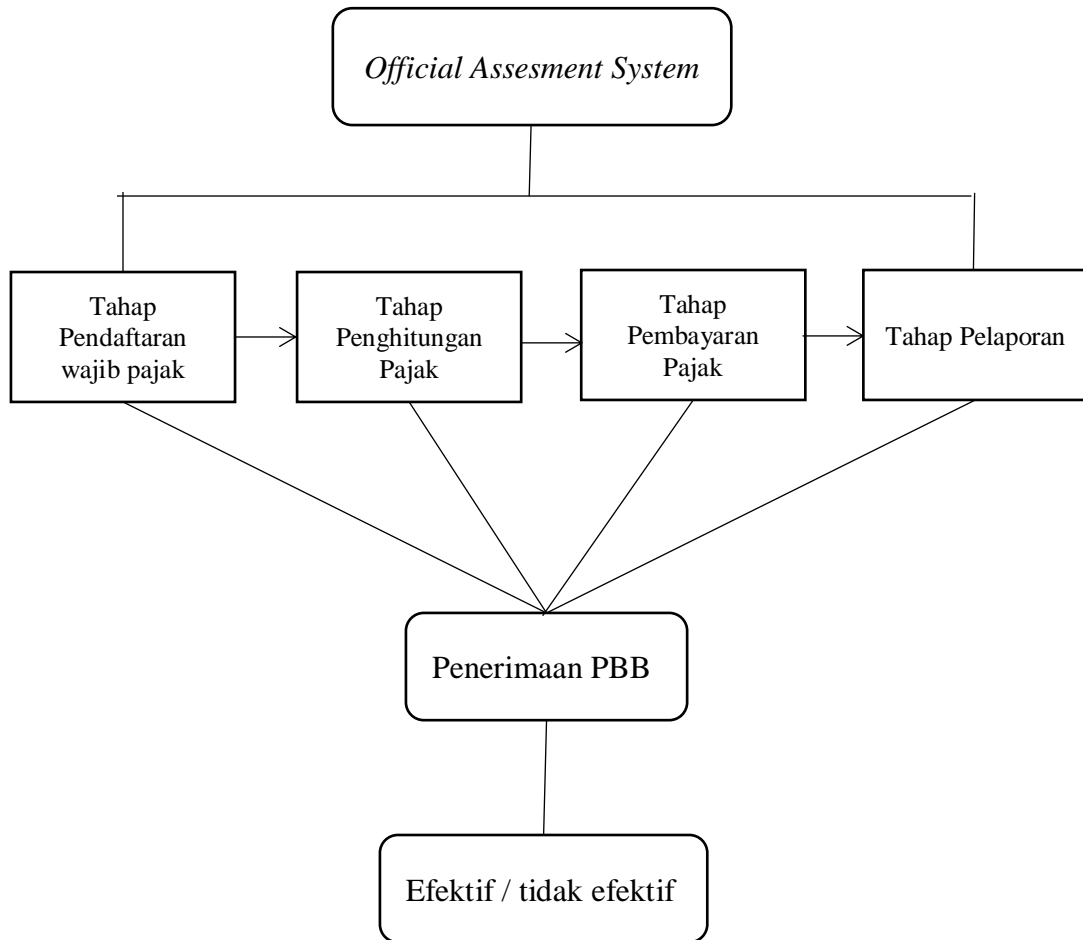 Official Assesment System
Tahap
Pendaftaran
wajib pajak
Tahap
Penghitungan
Pajak
Tahap
Pembayaran
Pajak
Tahap Pelaporan
Penerimaan PBB
Efektif / tidak efektif